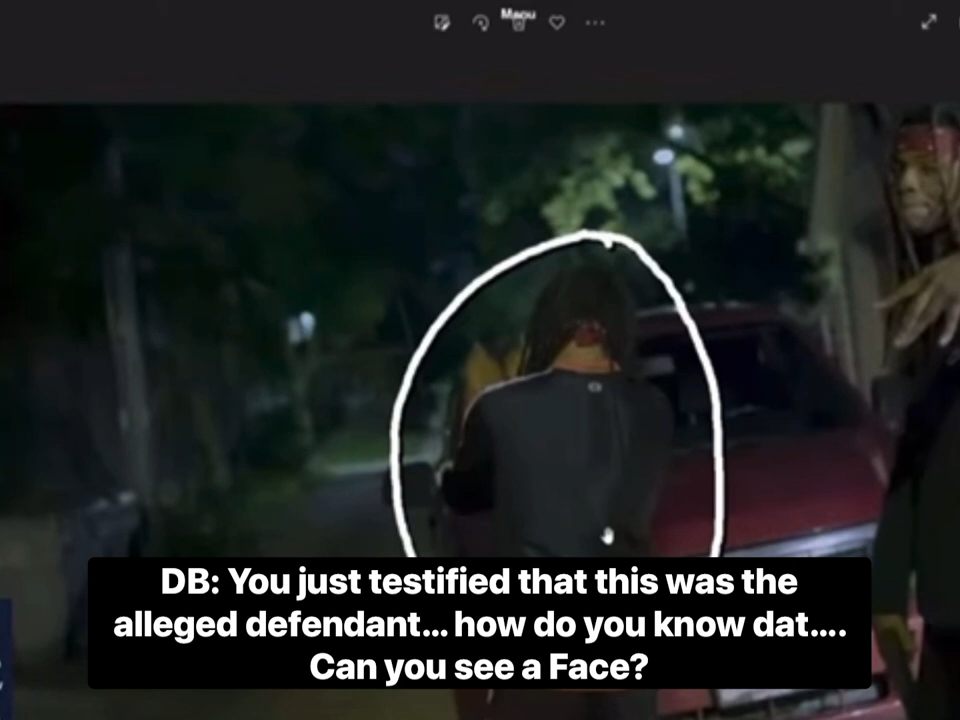 DB: You just testified that this was the
alleged defendant... how do you know dat....
Can you see a Face?